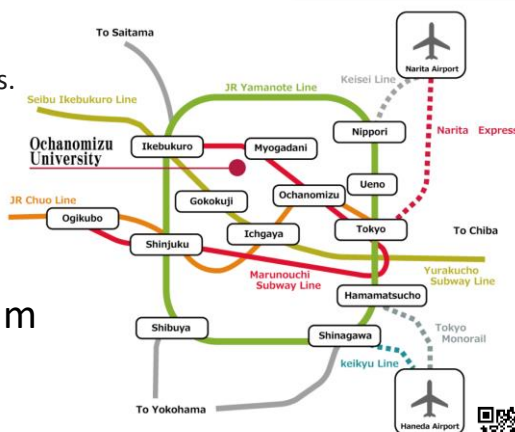 To Saitama
s.
Seibu Ikebukuro Line
JR Yamanote Line
Keisei Line
Narita Airport
Narita Express
Nippori
Ochanomizu
University
Ikebukuro
Myogadani
Ueno
Ochanomizu
Gokokuji
JR Chuo Line
Ogikubo
Tokyo
To Chiba
Ichgaya
Shinjuku
Marunouchi
Subway Line
Yurakucho
Subway Line
m
Hamamatsucho
Shibuya
Shinagawa
Tokyo
Monorail
keikyu Line
To Yokohama
Haneda Airport